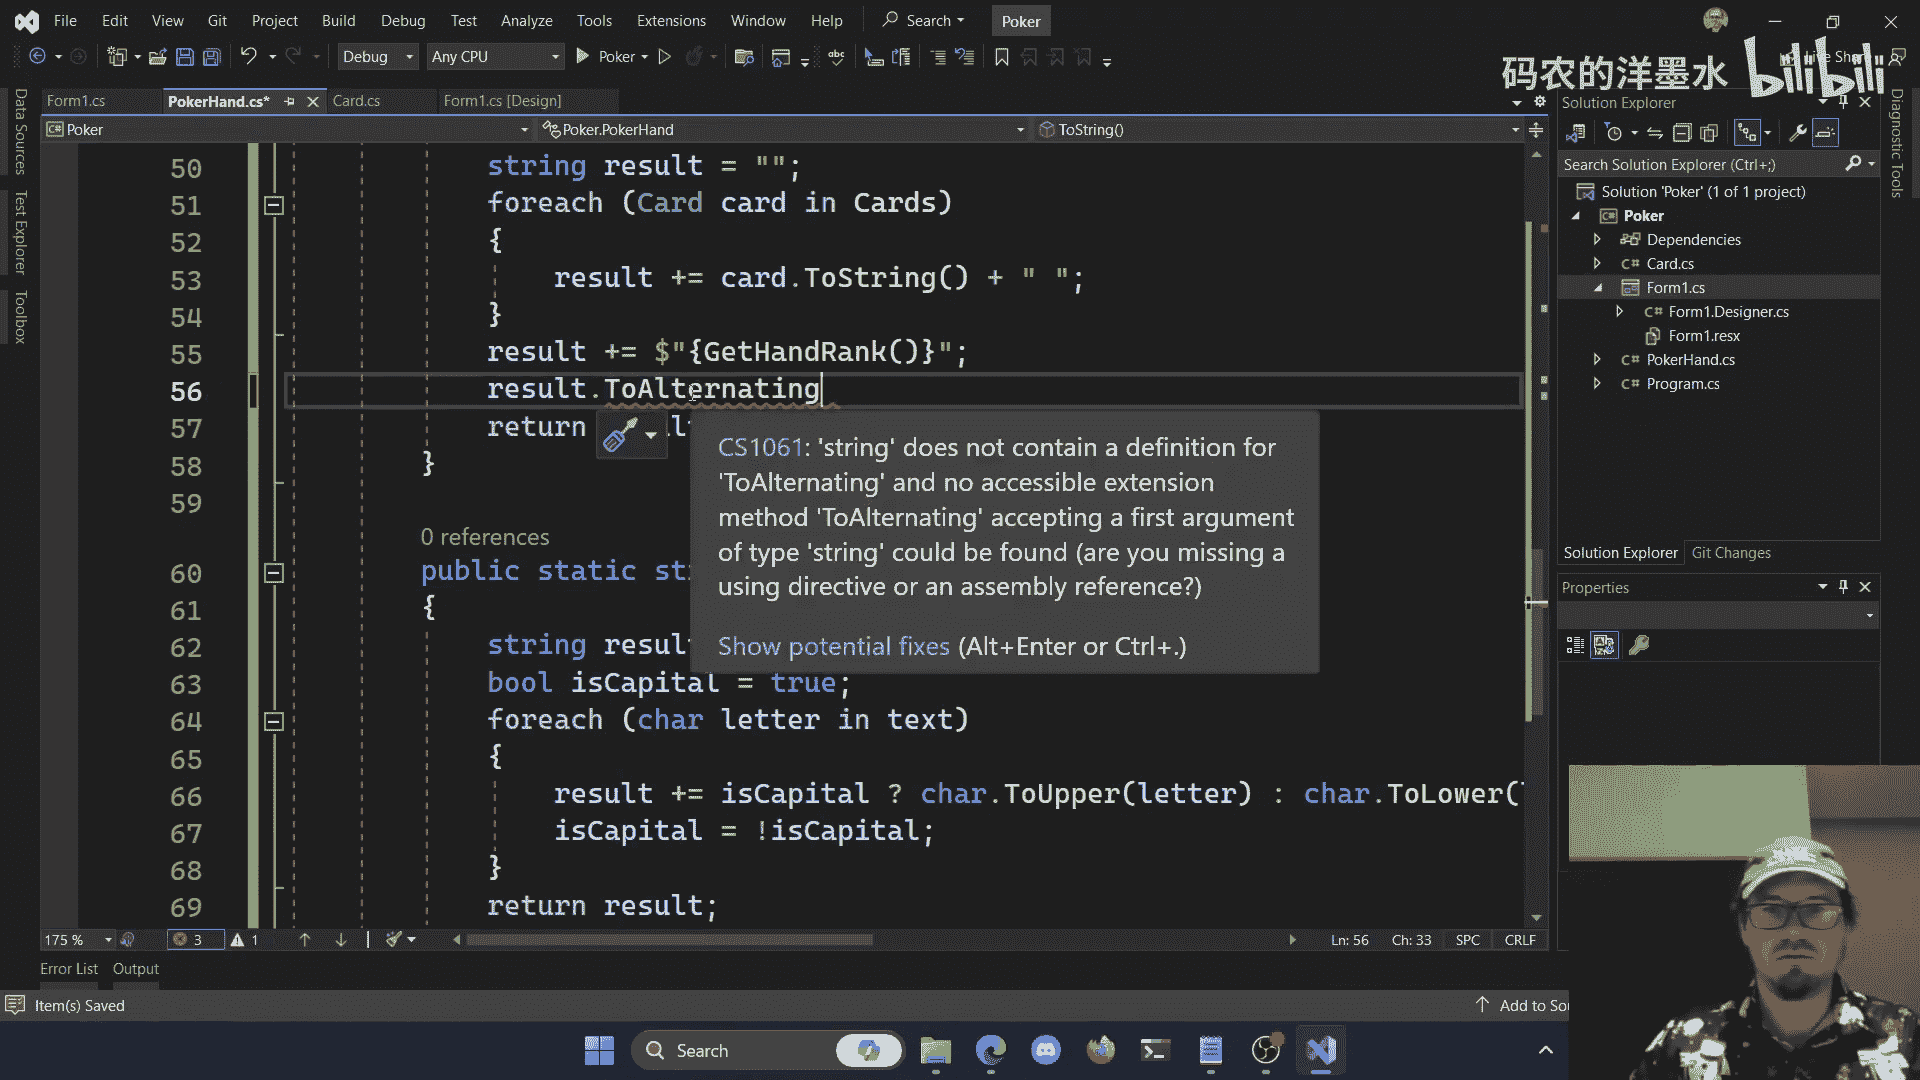 File Edit View Git Project Build Debug Test Analyze Tools Extensions Window Help Search Poker
Debug Any CPU Poker
码农的洋墨水 bilibili
Form1.cs PokerHand.cs* Card.cs Form1.cs [Design]
Poker Poker.PokerHand ToString()
50 string result = "";
51 foreach (Card card in Cards)
52 {
53 result += card.ToString() + " ";
54 }
55 result += $"{GetHandRank()}";
56 result.ToAlternating
57 return
58 }
59
0 references
60 public static
61 {
62 string
63 bool isCapital = true;
64 foreach (char letter in text)
65 {
66 result += isCapital ? char.ToUpper(letter) : char.ToLower(
67 isCapital = !isCapital;
68 }
69 return result;
CS1061: 'string' does not contain a definition for
'ToAlternating' and no accessible extension
method 'ToAlternating' accepting a first argument
of type 'string' could be found (are you missing a
using directive or an assembly reference?)
Show potential fixes (Alt+Enter or Ctrl+.)
175 % 3 1 Ln: 56 Ch: 33 SPC CRLF
Error List Output
Item(s) Saved Add to
Data Sources
Test Explorer
Toolbox
Solution Explorer
Search Solution Explorer (Ctrl+;)
Solution 'Poker' (1 of 1 project)
Poker
Dependencies
C# Card.cs
Form1.cs
C# Form1.Designer.cs
Form1.resx
C# PokerHand.cs
C# Program.cs
Solution Explorer Git Changes
Properties
Diagnostic Tools
Search